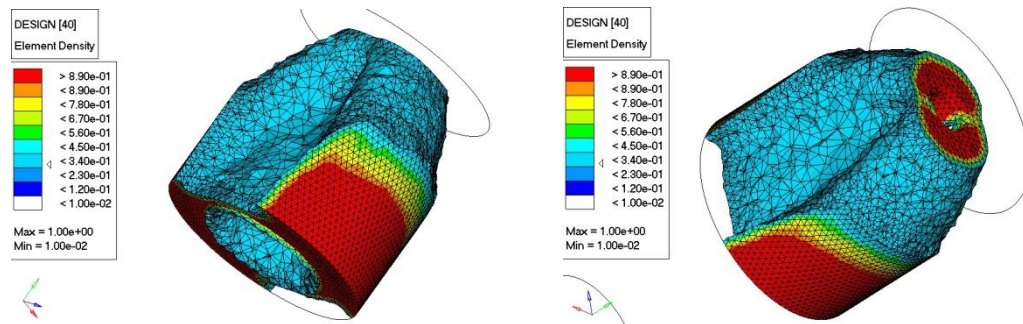 DESIGN [40]
Element Density
> 8.90e-01
< 8.90e-01
< 7.80e-01
< 6.70e-01
< 5.60e-01
< 4.50e-01
< 3.40e-01
< 2.30e-01
< 1.20e-01
< 1.00e-02
Max = 1.00e+00
Min = 1.00e-02
DESIGN [40]
Element Density
> 8.90e-01
< 8.90e-01
< 7.80e-01
< 6.70e-01
< 5.60e-01
< 4.50e-01
< 3.40e-01
< 2.30e-01
< 1.20e-01
< 1.00e-02
Max = 1.00e+00
Min = 1.00e-02